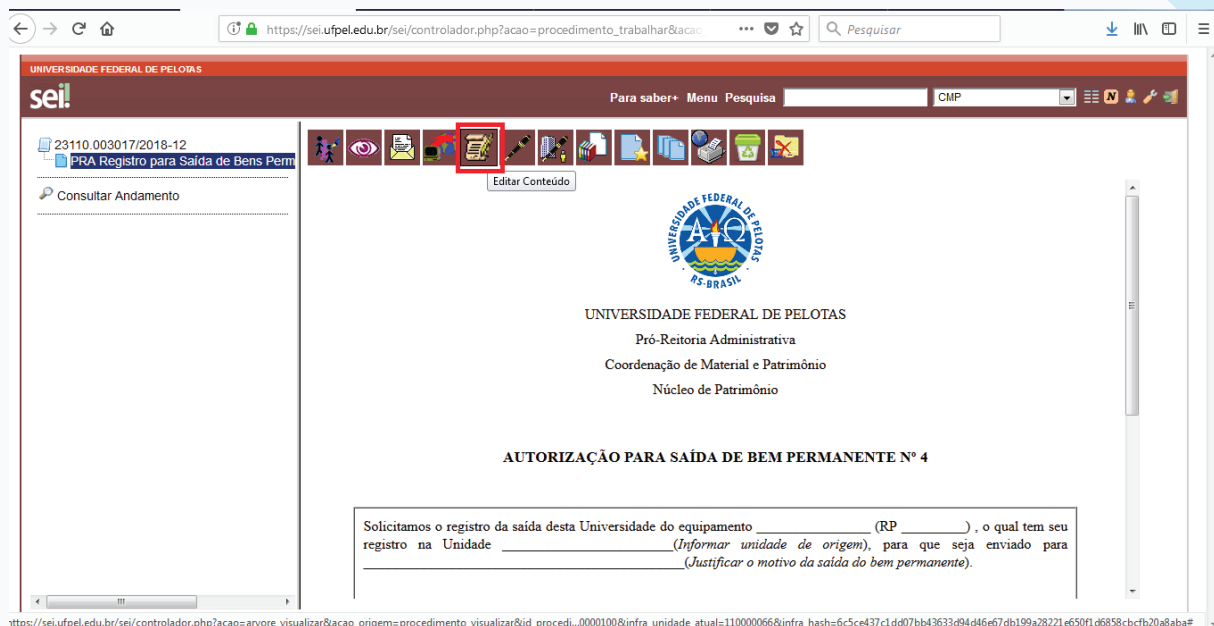 https://sei.ufpel.edu.br/sei/controlador.php?acao=procedimento_trabalhar&acao
Pesquisar
UNIVERSIDADE FEDERAL DE PELOTAS
sei!
Para saber+ Menu Pesquisa
CMP
N
23110.003017/2018-12
PRA Registro para Saída de Bens Perm
Consultar Andamento
Editar Conteúdo
UNIVERSIDADE FEDERAL DE PELOTAS
AΩ
RS-BRASIL
UNIVERSIDADE FEDERAL DE PELOTAS
Pró-Reitoria Administrativa
Coordenação de Material e Patrimônio
Núcleo de Patrimônio
AUTORIZAÇÃO PARA SAÍDA DE BEM PERMANENTE Nº 4
Solicitamos o registro da saída desta Universidade do equipamento ________________ (RP _________) , o qual tem seu
registro na Unidade ________________________(Informar unidade de origem), para que seja enviado para
______________________________________________(Justificar o motivo da saída do bem permanente).
https://sei.ufpel.edu.br/sei/controlador.php?acao=arvore_visualizar&acao_origem=procedimento_visualizar&id_procedi...0000100&infra_unidade_atual=110000066&infra_hash=6c5ce437c1dd07bb43633d94d46e67db199a28221e650f1d6858cbcfb20a8aba#